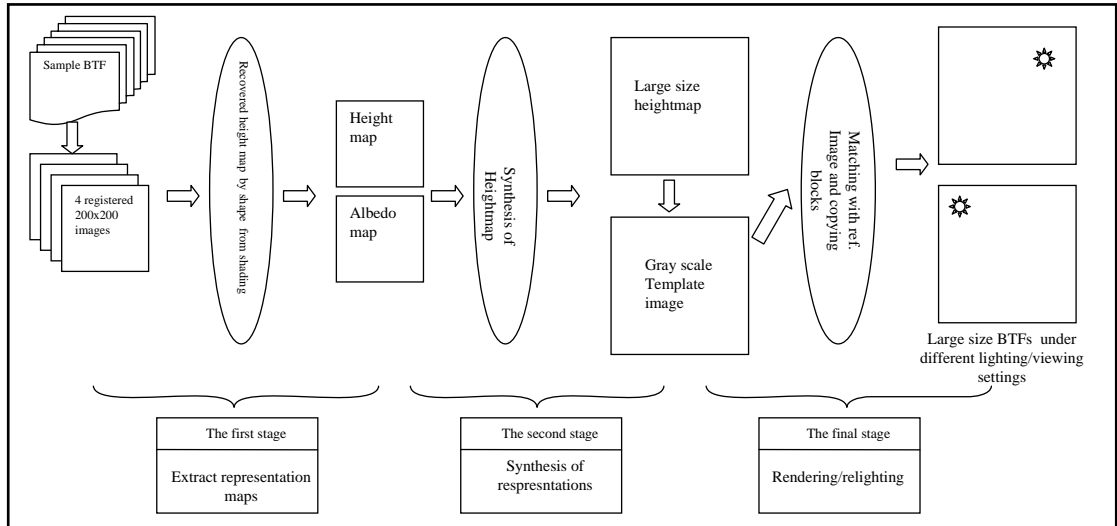 Sample BTF
4 registered
200x200
images
Recovered height map by shape from shading
Height
map
Albedo
map
Synthesis of
Heightmap
Large size
heightmap
Gray scale
Template
image
Matching with ref.
Image and copying
blocks
Large size BTFs under
different lighting/viewing
settings
The first stage
Extract representation
maps
The second stage
Synthesis of
respresntations
The final stage
Rendering/relighting